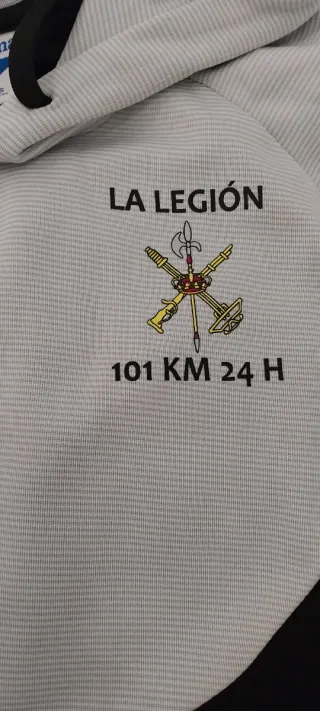 LA LEGIÓN
101 KM 24 H